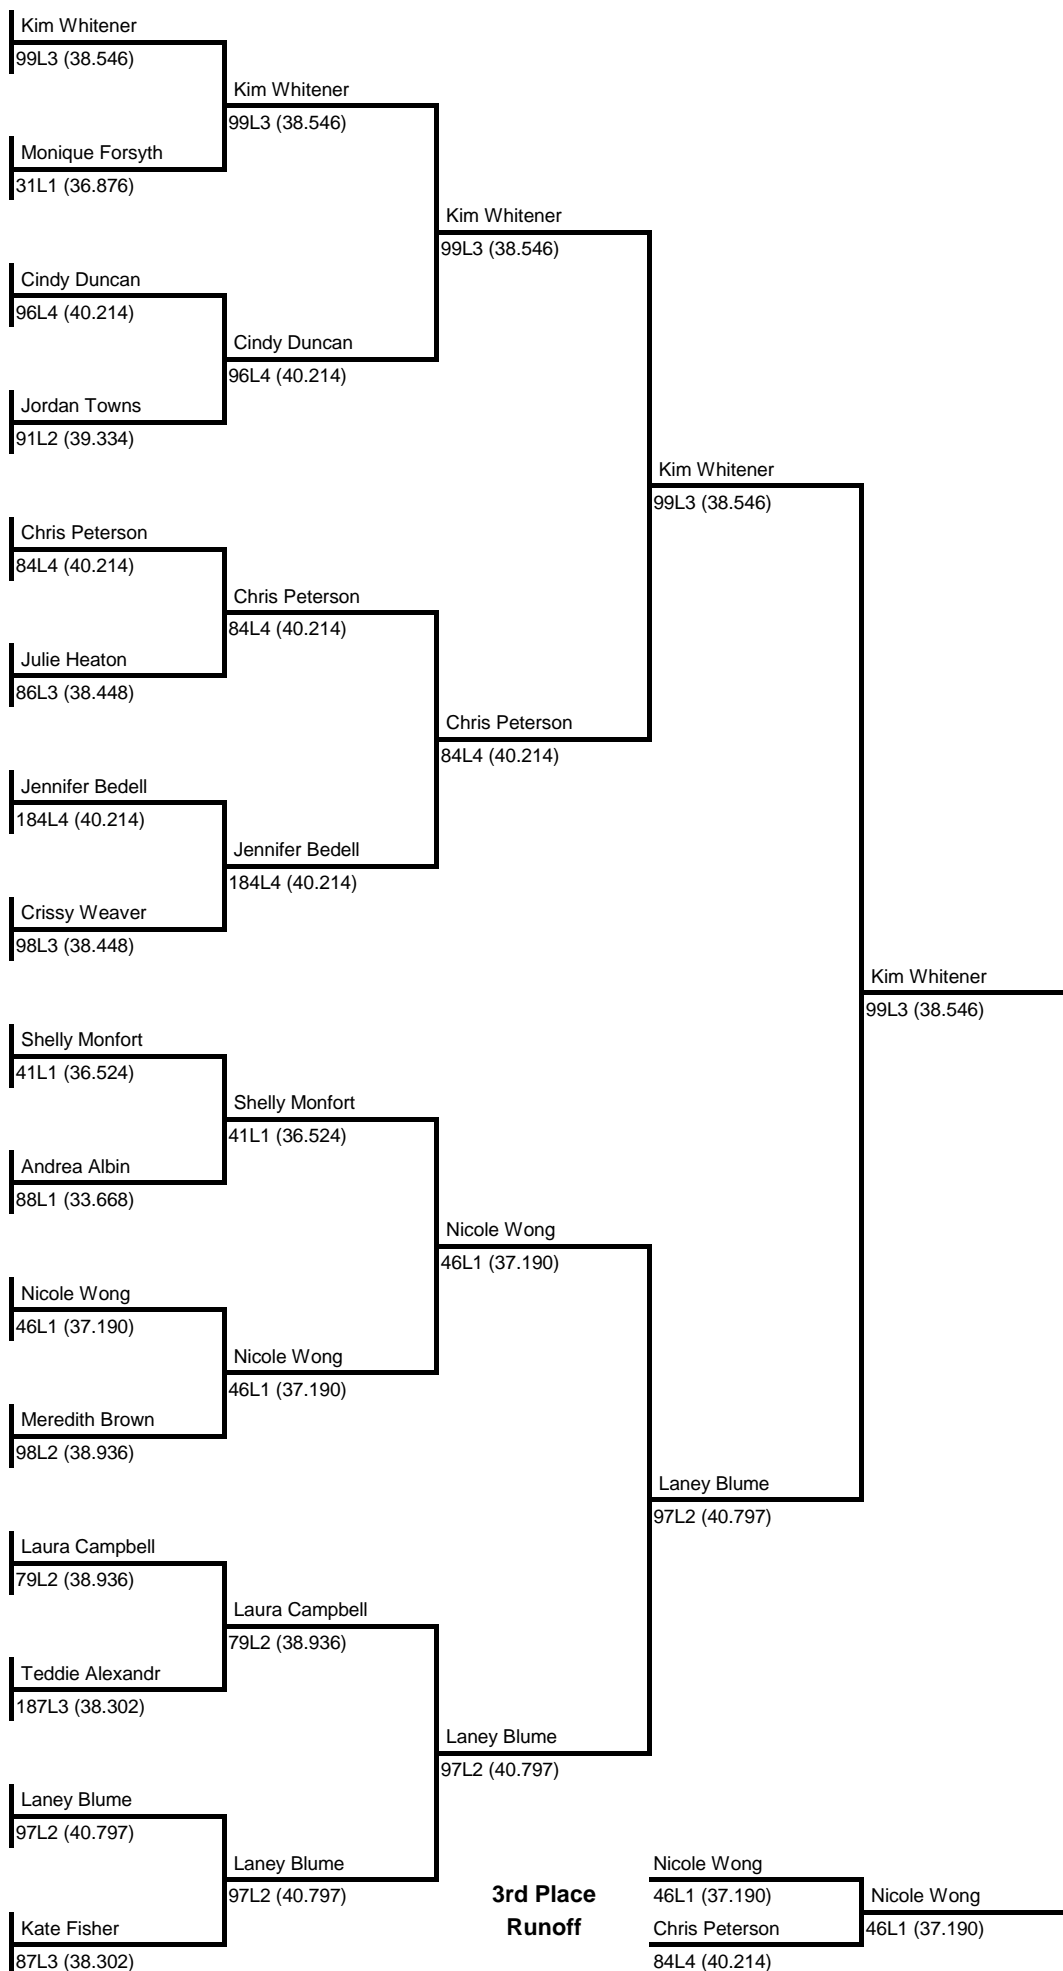 Kim Whitener
99L3 (38.546)
Kim Whitener
99L3 (38.546)
Monique Forsyth
31L1 (36.876)
Kim Whitener
99L3 (38.546)
Cindy Duncan
96L4 (40.214)
Cindy Duncan
96L4 (40.214)
Jordan Towns
91L2 (39.334)
Kim Whitener
99L3 (38.546)
Chris Peterson
84L4 (40.214)
Chris Peterson
84L4 (40.214)
Julie Heaton
86L3 (38.448)
Chris Peterson
84L4 (40.214)
Jennifer Bedell
184L4 (40.214)
Jennifer Bedell
184L4 (40.214)
Crissy Weaver
98L3 (38.448)
Kim Whitener
99L3 (38.546)
Shelly Monfort
41L1 (36.524)
Shelly Monfort
41L1 (36.524)
Andrea Albin
88L1 (33.668)
Nicole Wong
46L1 (37.190)
Nicole Wong
46L1 (37.190)
Nicole Wong
46L1 (37.190)
Meredith Brown
98L2 (38.936)
Laney Blume
97L2 (40.797)
Laura Campbell
79L2 (38.936)
Laura Campbell
79L2 (38.936)
Teddie Alexandr
187L3 (38.302)
Laney Blume
97L2 (40.797)
Laney Blume
97L2 (40.797)
Laney Blume
97L2 (40.797)
Kate Fisher
87L3 (38.302)
3rd Place
Runoff
Nicole Wong
46L1 (37.190)
Chris Peterson
84L4 (40.214)
Nicole Wong
46L1 (37.190)